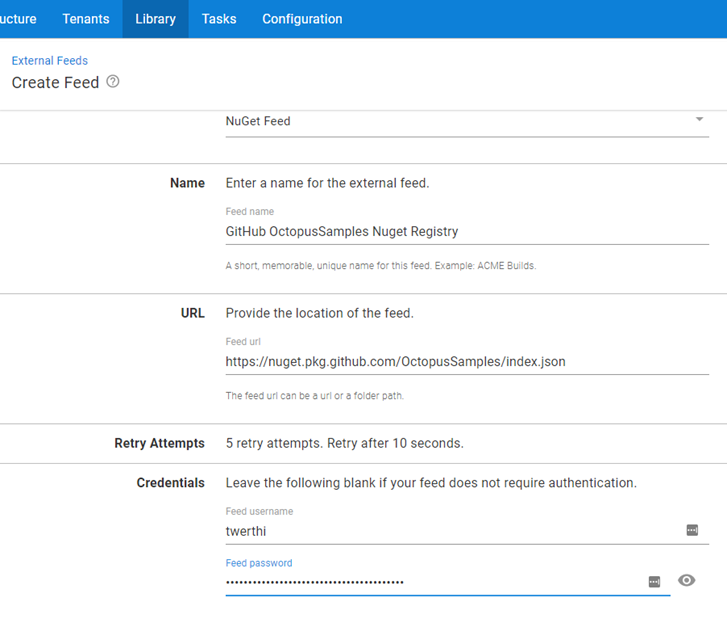 ucture Tenants Library Tasks Configuration
External Feeds
Create Feed
NuGet Feed
Name Enter a name for the external feed.
Feed name
GitHub OctopusSamples Nuget Registry
A short, memorable, unique name for this feed. Example: ACME Builds.
URL Provide the location of the feed.
Feed url
https://nuget.pkg.github.com/OctopusSamples/index.json
The feed url can be a url or a folder path.
Retry Attempts 5 retry attempts. Retry after 10 seconds.
Credentials Leave the following blank if your feed does not require authentication.
Feed username
twerthi
Feed password